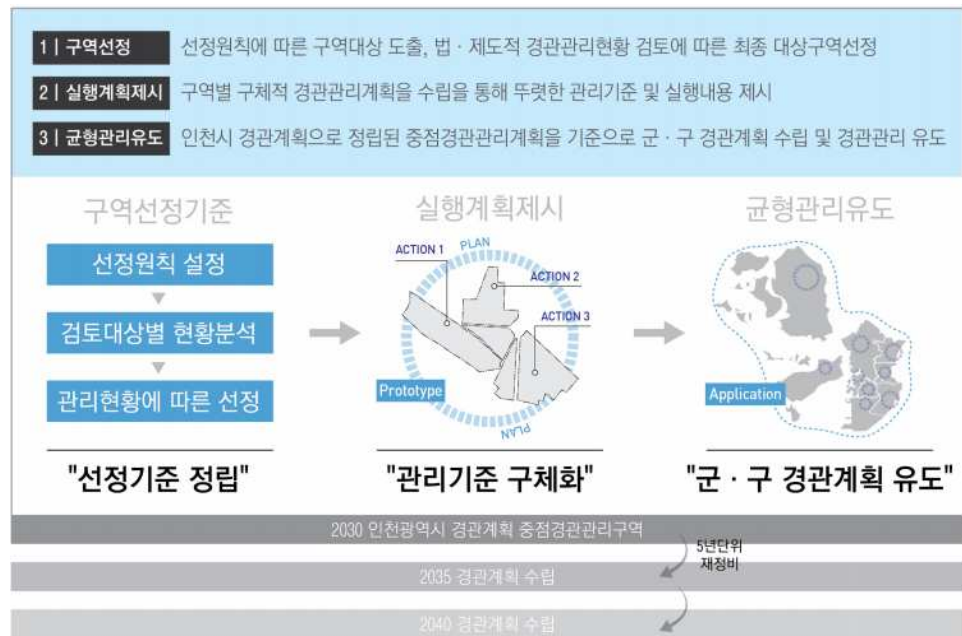 1 | 구역선정 선정원칙에 따른 구역대상 도출, 법 · 제도적 경관관리현황 검토에 따른 최종 대상구역선정
2 | 실행계획제시 구역별 구체적 경관관리계획을 수립을 통해 뚜렷한 관리기준 및 실행내용 제시
3 | 균형관리유도 인천시 경관계획으로 정립된 중점경관관리계획을 기준으로 군 · 구 경관계획 수립 및 경관관리 유도
구역선정기준
선정원칙 설정
검토대상별 현황분석
관리현황에 따른 선정
"선정기준 정립"
실행계획제시
PLAN
ACTION 1
ACTION 2
ACTION 3
Prototype
PLAN
"관리기준 구체화"
균형관리유도
Application
"군 · 구 경관계획 유도"
2030 인천광역시 경관계획 중점경관관리구역
5년단위
재정비
2035 경관계획 수립
2040 경관계획 수립